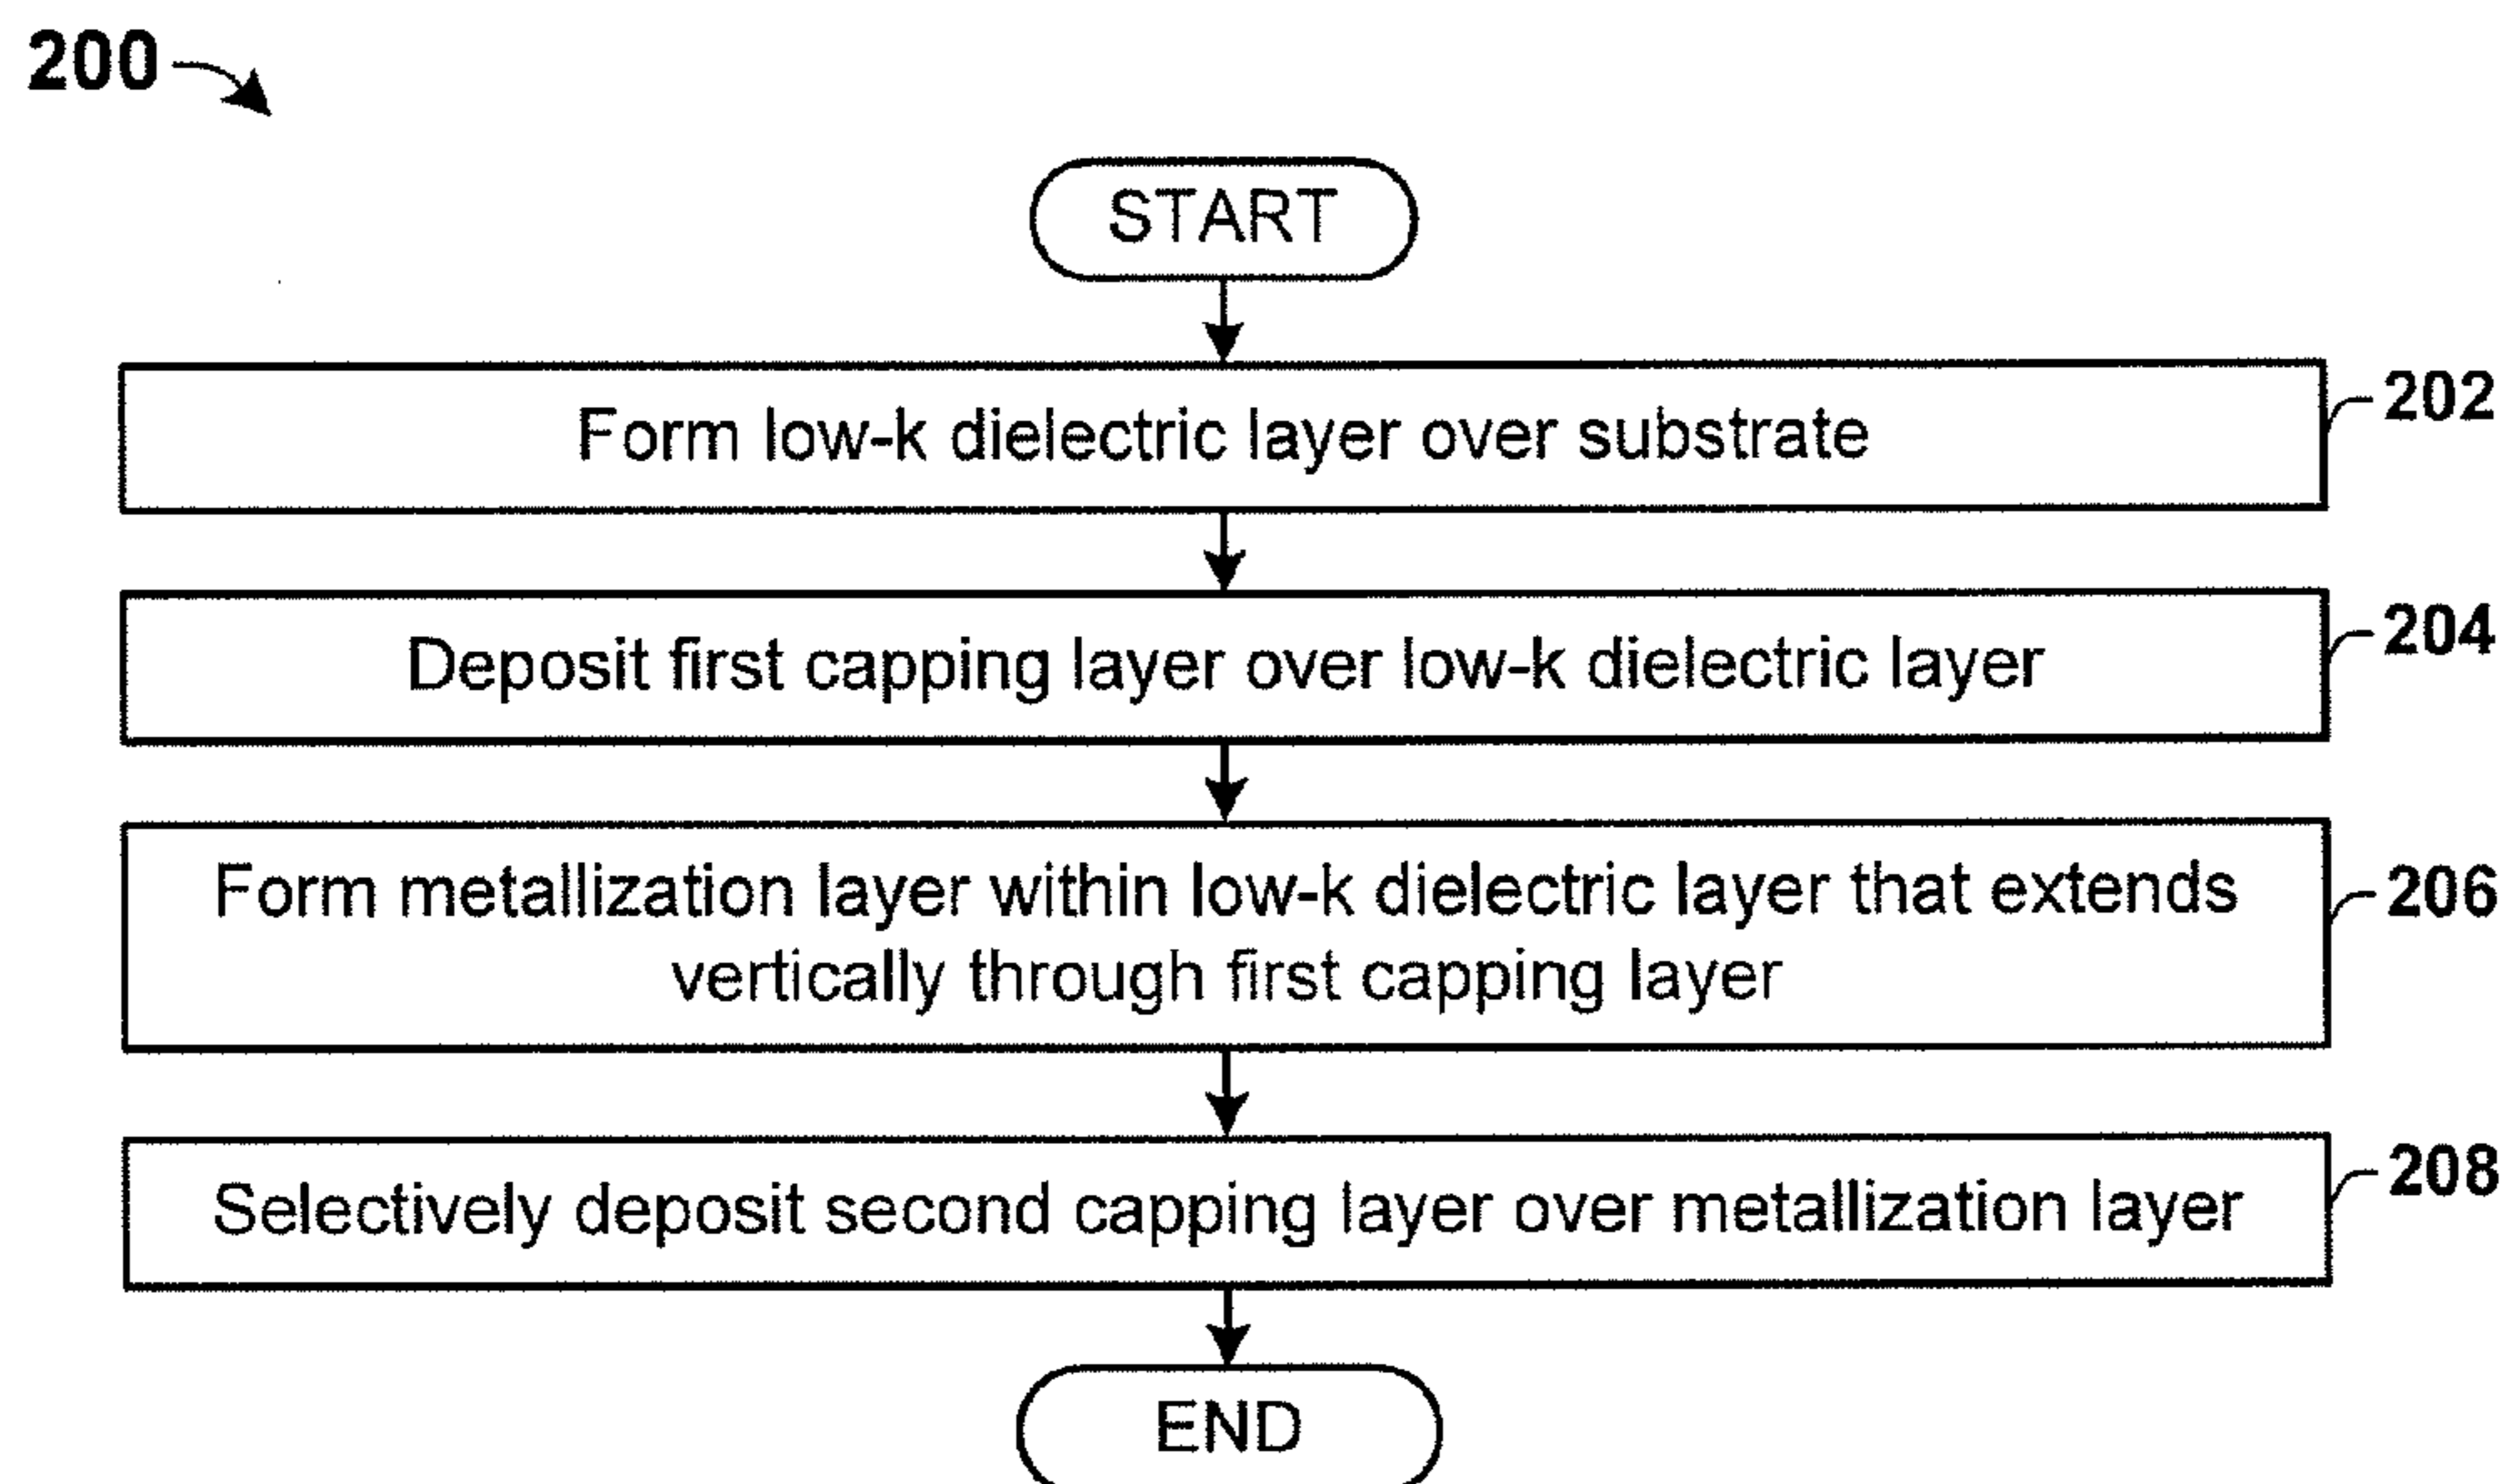 200
START
Form low-k dielectric layer over substrate
202
Deposit first capping layer over low-k dielectric layer
204
Form metallization layer within low-k dielectric layer that extends
vertically through first capping layer
206
Selectively deposit second capping layer over metallization layer
208
END